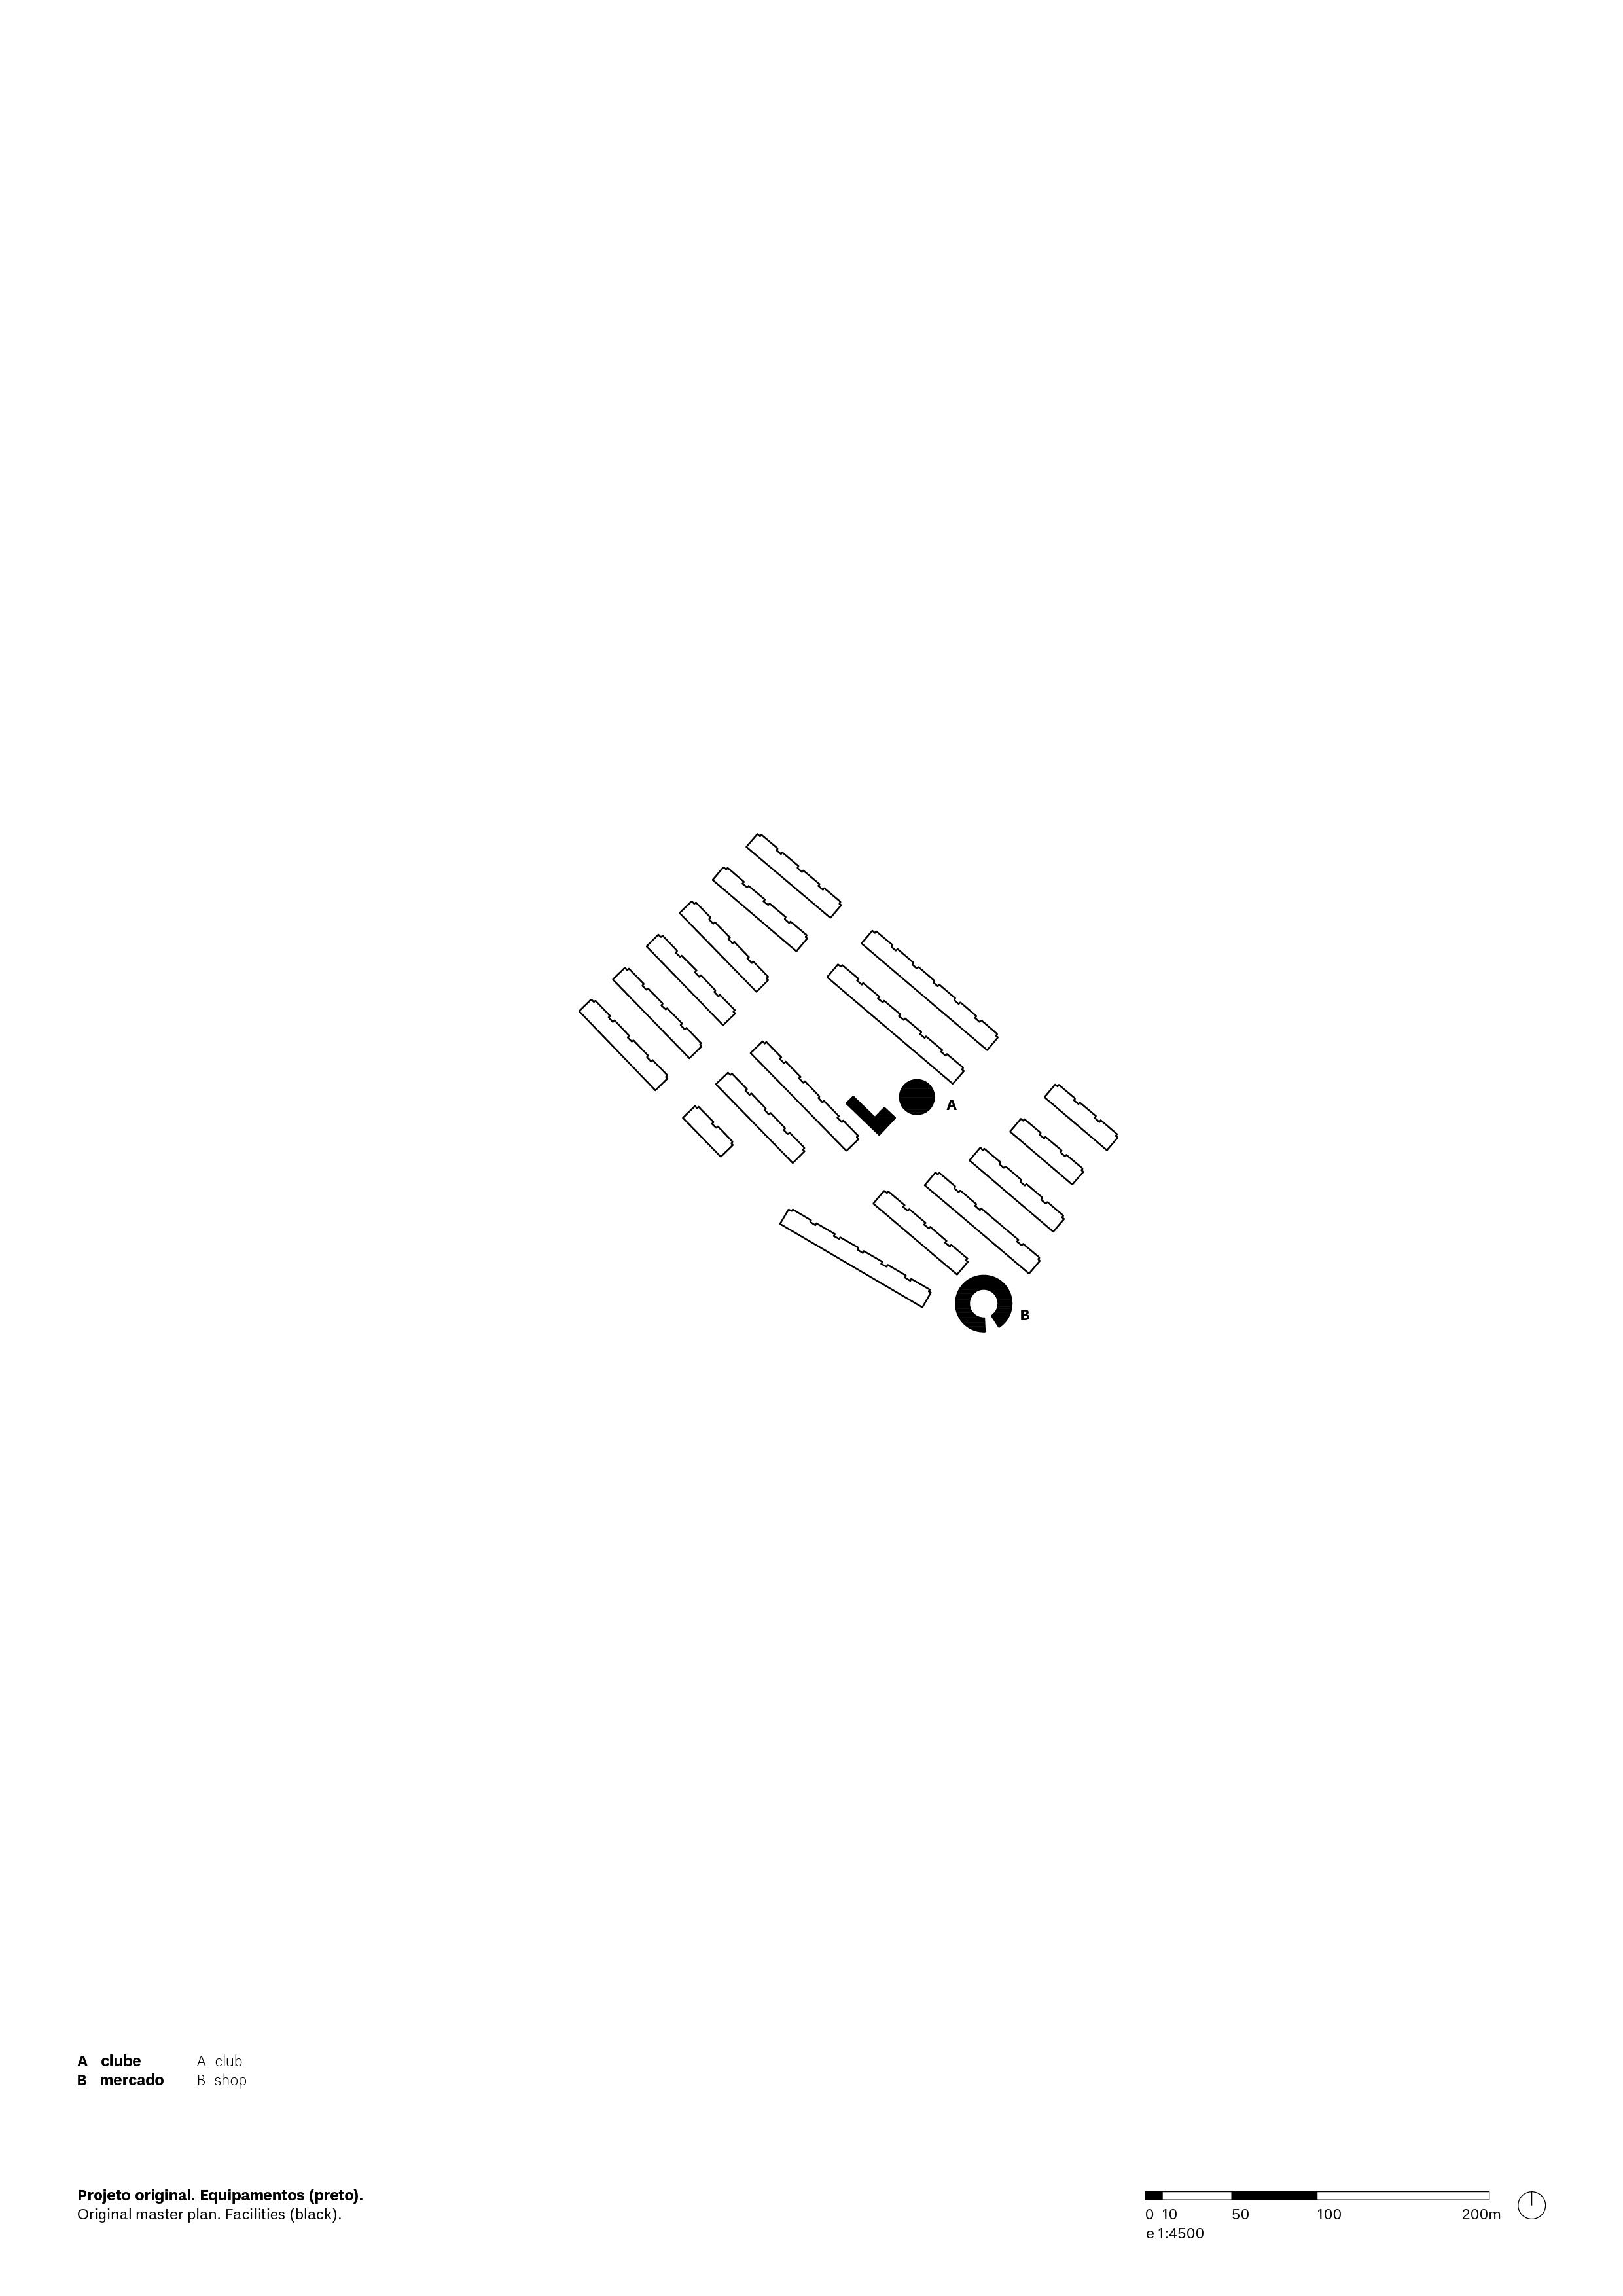 A
B
A clube A club
B mercado B shop
Projeto original. Equipamentos (preto).
Original master plan. Facilities (black).
0 10 50 100 200m
e 1:4500